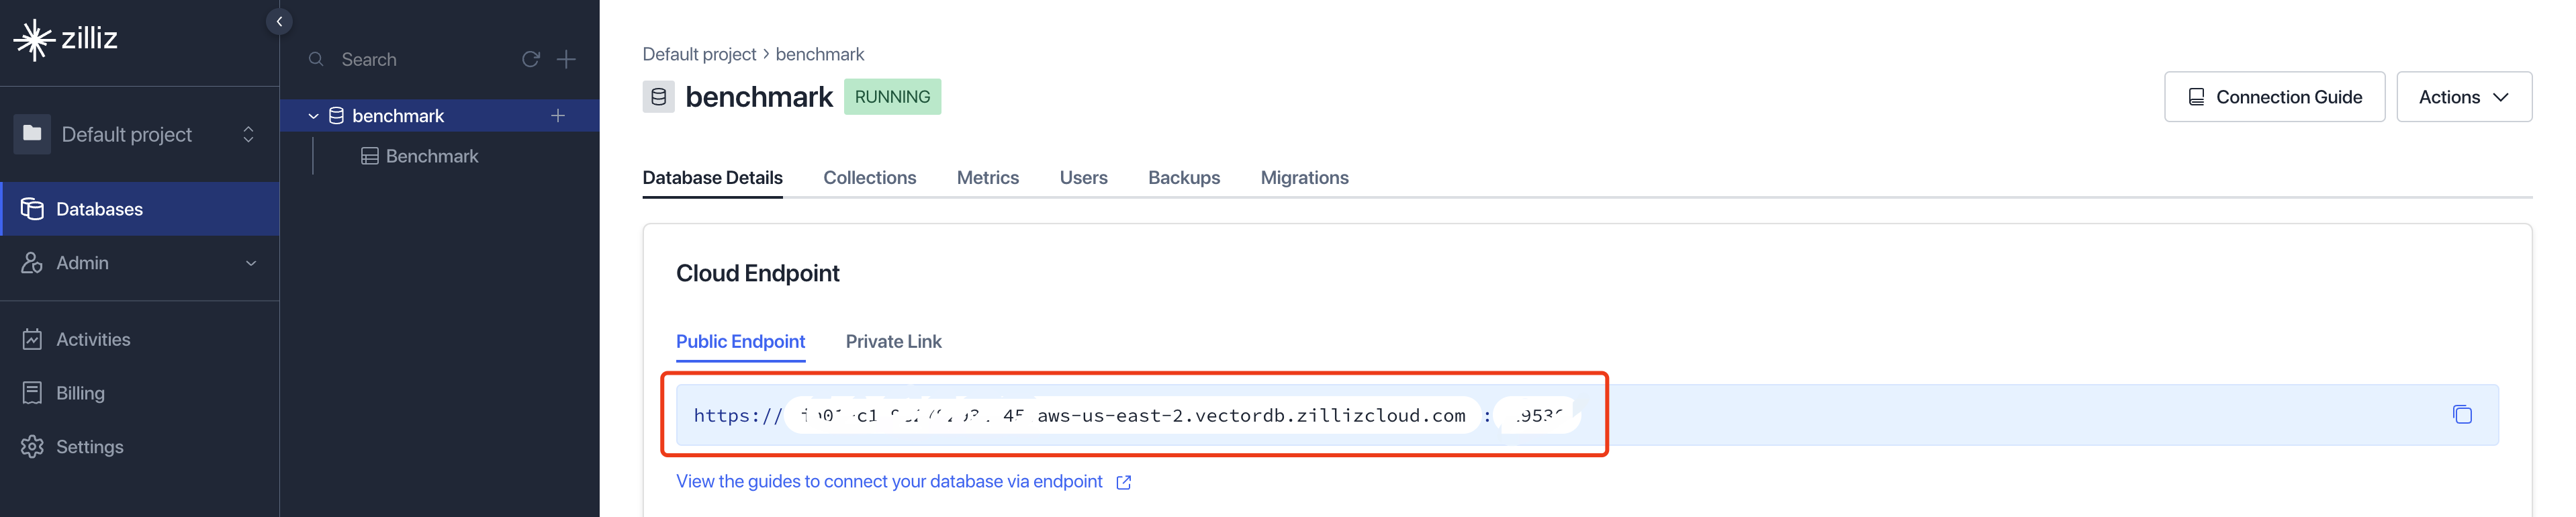 zilliz
Default project
Databases
Admin
Activities
Billing
Settings
Search
benchmark
Benchmark
Default project > benchmark
benchmark RUNNING
Connection Guide
Actions
Database Details Collections Metrics Users Backups Migrations
Cloud Endpoint
Public Endpoint Private Link
https:// aws-us-east-2.vectordb.zillizcloud.com :
View the guides to connect your database via endpoint